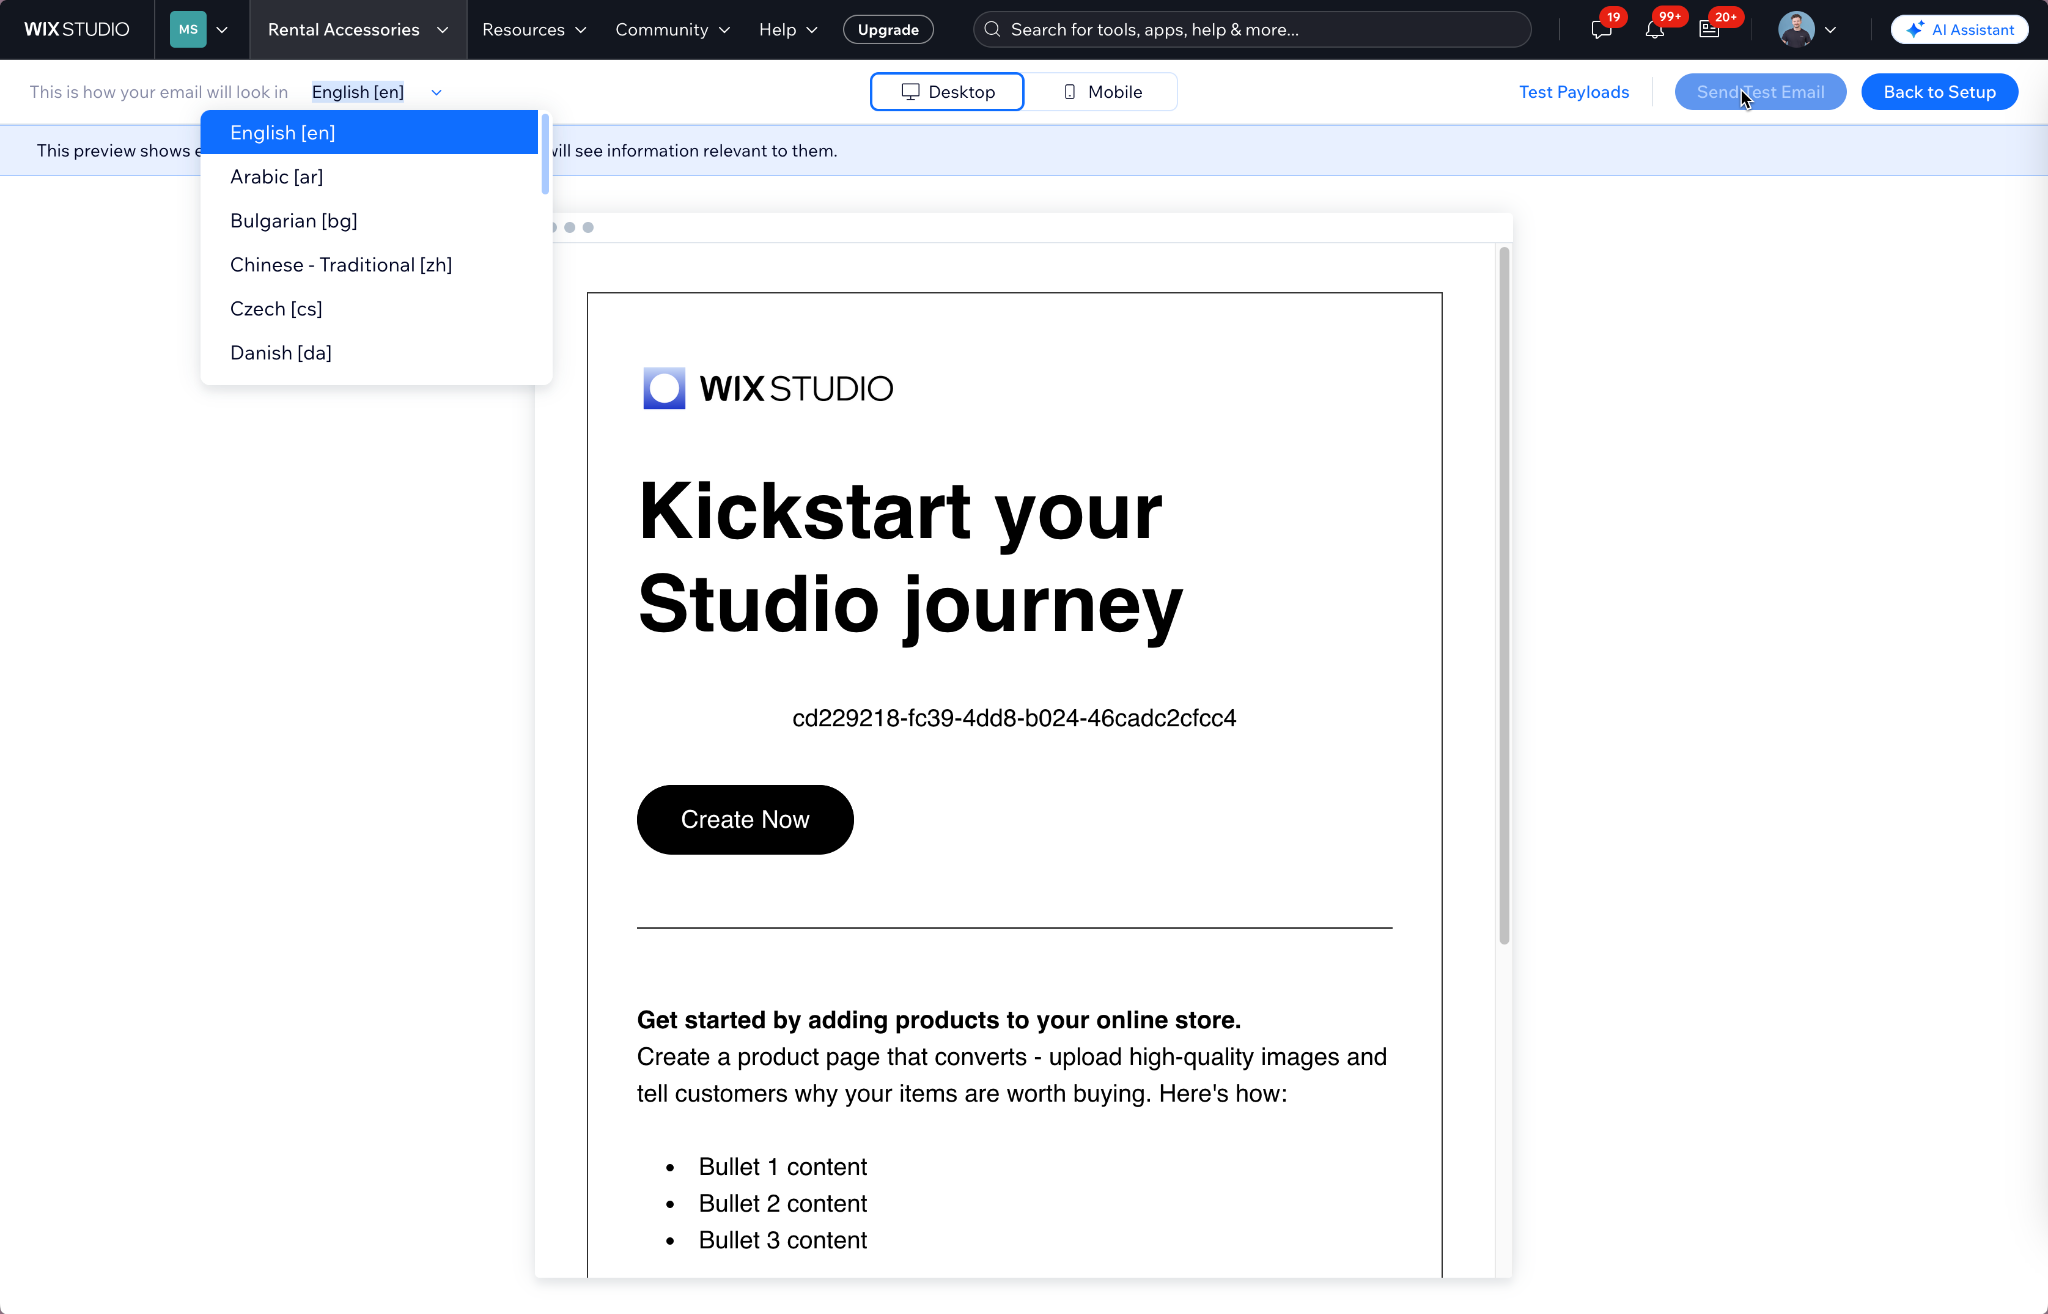 WIX STUDIO
MS
Rental Accessories
Resources
Community
Help
Upgrade
Search for tools, apps, help & more...
19
99+
20+
AI Assistant
This is how your email will look in English [en]
Desktop
Mobile
Test Payloads
Send Test Email
Back to Setup
This preview shows
will see information relevant to them.
English [en]
Arabic [ar]
Bulgarian [bg]
Chinese - Traditional [zh]
Czech [cs]
Danish [da]
WIX STUDIO
Kickstart your
Studio journey
cd229218-fc39-4dd8-b024-46cadc2cfcc4
Create Now
Get started by adding products to your online store.
Create a product page that converts - upload high-quality images and
tell customers why your items are worth buying. Here's how:
• Bullet 1 content
• Bullet 2 content
• Bullet 3 content